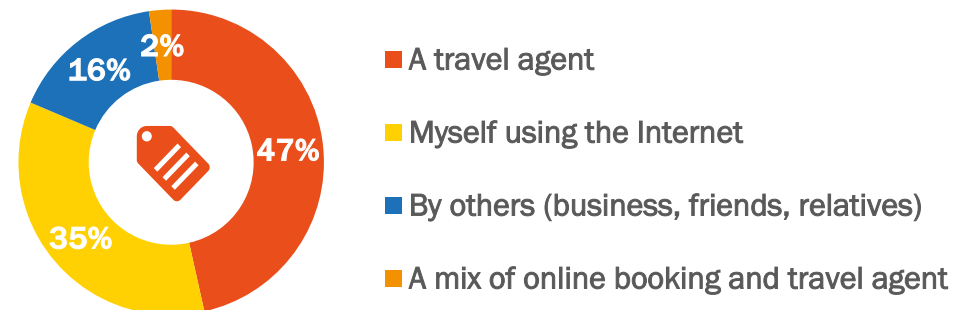 2%
16%
47%
35%
A travel agent
Myself using the Internet
By others (business, friends, relatives)
A mix of online booking and travel agent